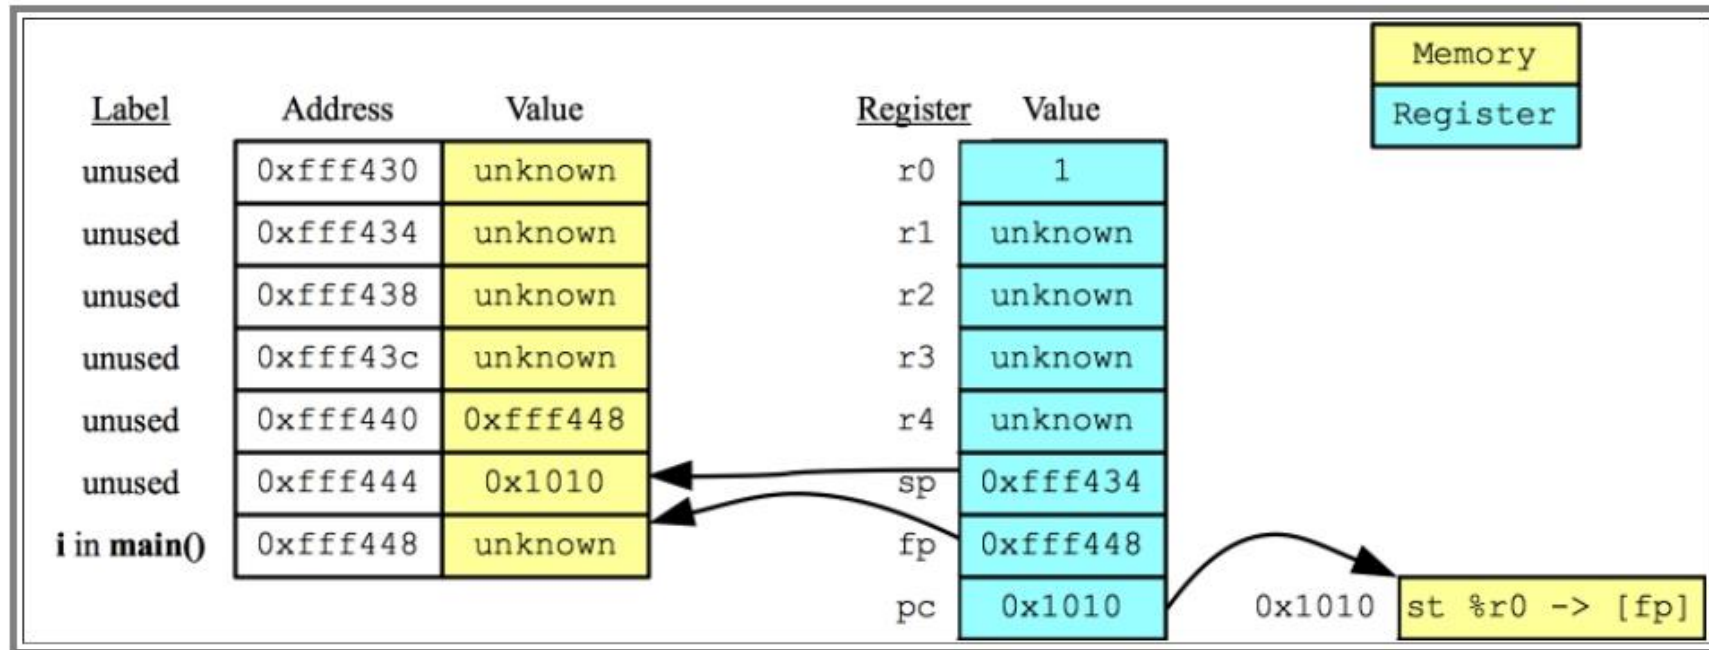 Memory
Register
Label Address Value Register Value
unused 0xfff430 unknown r0 1
unused 0xfff434 unknown r1 unknown
unused 0xfff438 unknown r2 unknown
unused 0xfff43c unknown r3 unknown
unused 0xfff440 0xfff448 r4 unknown
unused 0xfff444 0x1010 sp 0xfff434
i in main() 0xfff448 unknown fp 0xfff448
pc 0x1010 0x1010 st %r0 -> [fp]